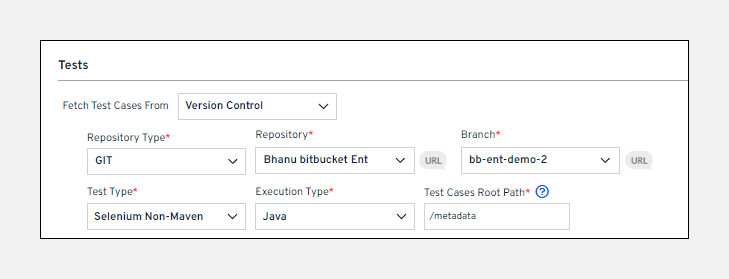 Tests
Fetch Test Cases From Version Control
Repository Type* Repository* Branch*
GIT Bhanu bitbucket Ent URL bb-ent-demo-2 URL
Test Type* Execution Type* Test Cases Root Path* ?
Selenium Non-Maven Java /metadata